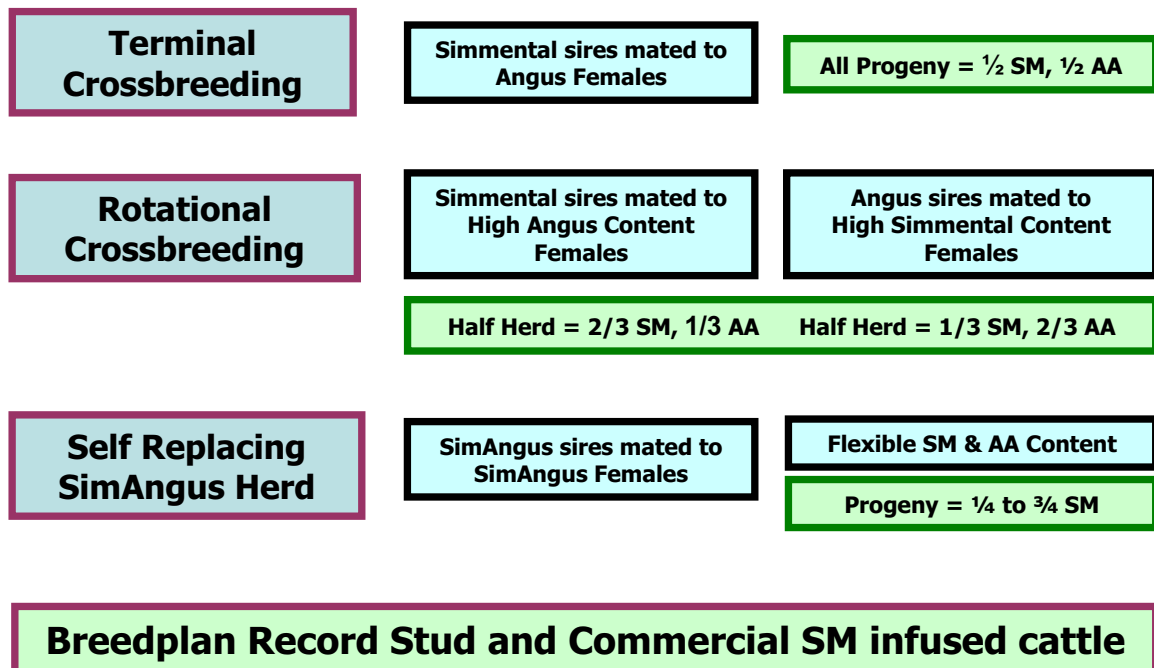 Terminal
Crossbreeding
Simmental sires mated to
Angus Females
All Progeny = ½ SM, ½ AA
Rotational
Crossbreeding
Simmental sires mated to
High Angus Content
Females
Angus sires mated to
High Simmental Content
Females
Half Herd = 2/3 SM, 1/3 AA Half Herd = 1/3 SM, 2/3 AA
Self Replacing
SimAngus Herd
SimAngus sires mated to
SimAngus Females
Flexible SM & AA Content
Progeny = ¼ to ¾ SM
Breedplan Record Stud and Commercial SM infused cattle